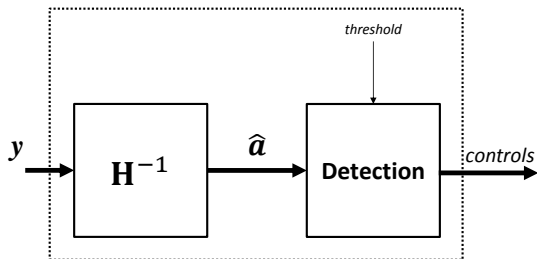 threshold
y
H⁻¹
â
Detection
controls